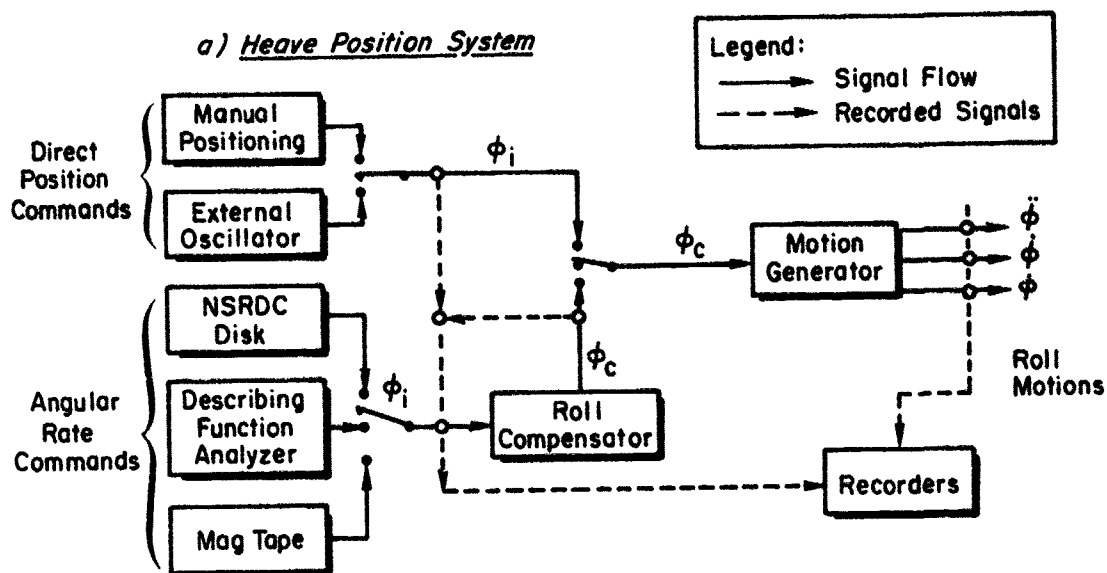 a) Heave Position System
Legend:
Signal Flow
Recorded Signals
Direct
Position
Commands
Manual
Positioning
External
Oscillator
ϕi
ϕc
Motion
Generator
ϕ̈
ϕ̇
ϕ
Roll
Motions
Angular
Rate
Commands
NSRDC
Disk
Describing
Function
Analyzer
Mag Tape
ϕi
ϕc
Roll
Compensator
Recorders